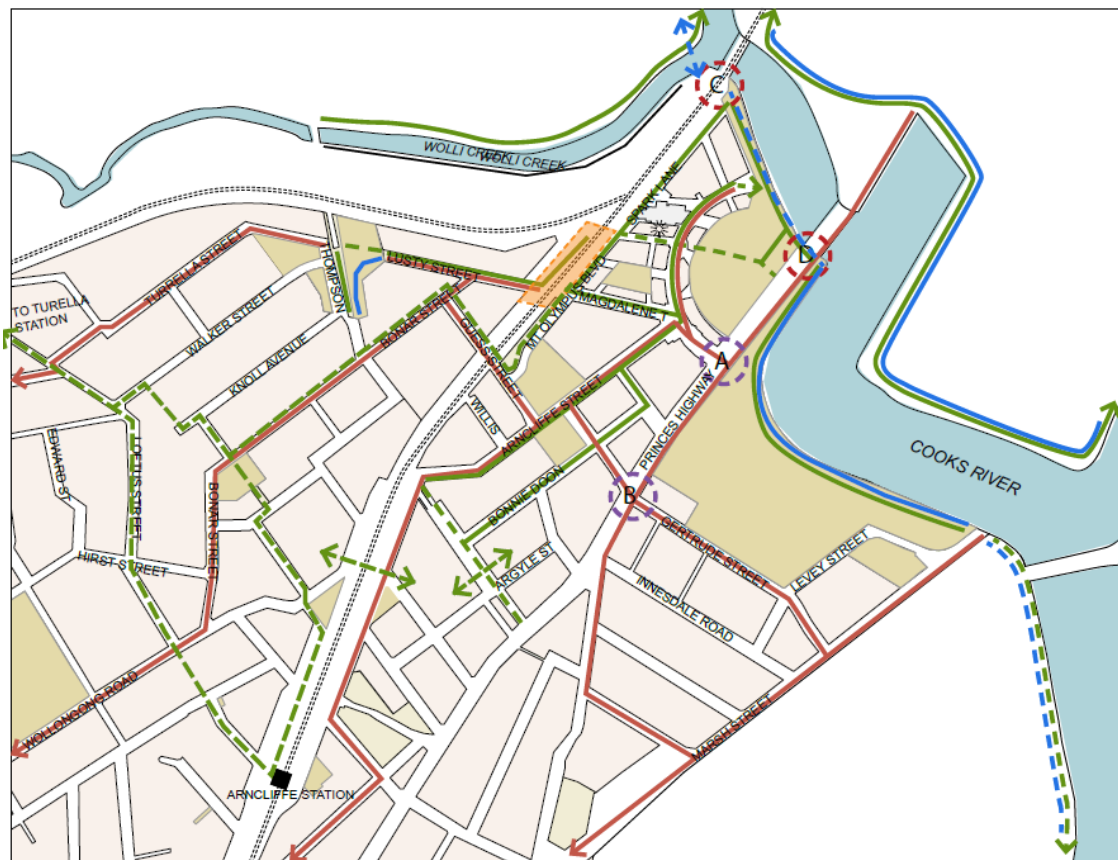 C
WOLLI CREEK
WOLLI CREEK
SPARK LANE
D
THOMPSON
LUSTY STREET
TURRELLA STREET
TO TURELLA
STATION
WALKER STREET
MT OLYMPUS BLVD
MAGDALENE T
BONAR STREET
GUESS STREET
KNOLL AVENUE
A
WILLIS
ARNCLIFFE STREET
PRINCES HIGHWAY
COOKS RIVER
EDWARD ST
LOFTUS STREET
BONAR STREET
BONNIE DOON
B
GERTRUDE STREET
LEVEY STREET
HIRST STREET
ARGYLE ST
INNESDALE ROAD
WOLLONGONG ROAD
MARSH STREET
ARNCLIFFE STATION